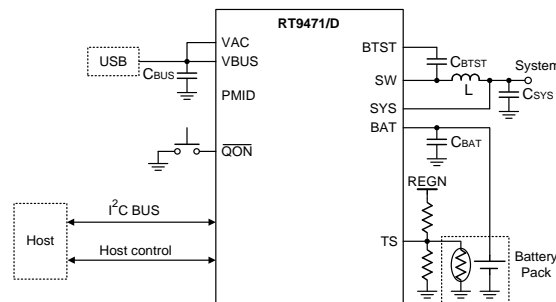 RT9471/D
VAC
VBUS
PMID
QON
BTST
SW
SYS
BAT
TS
USB
CBUS
CBTST
L
System
CSYS
CBAT
REGN
Host
I2C BUS
Host control
Battery
Pack